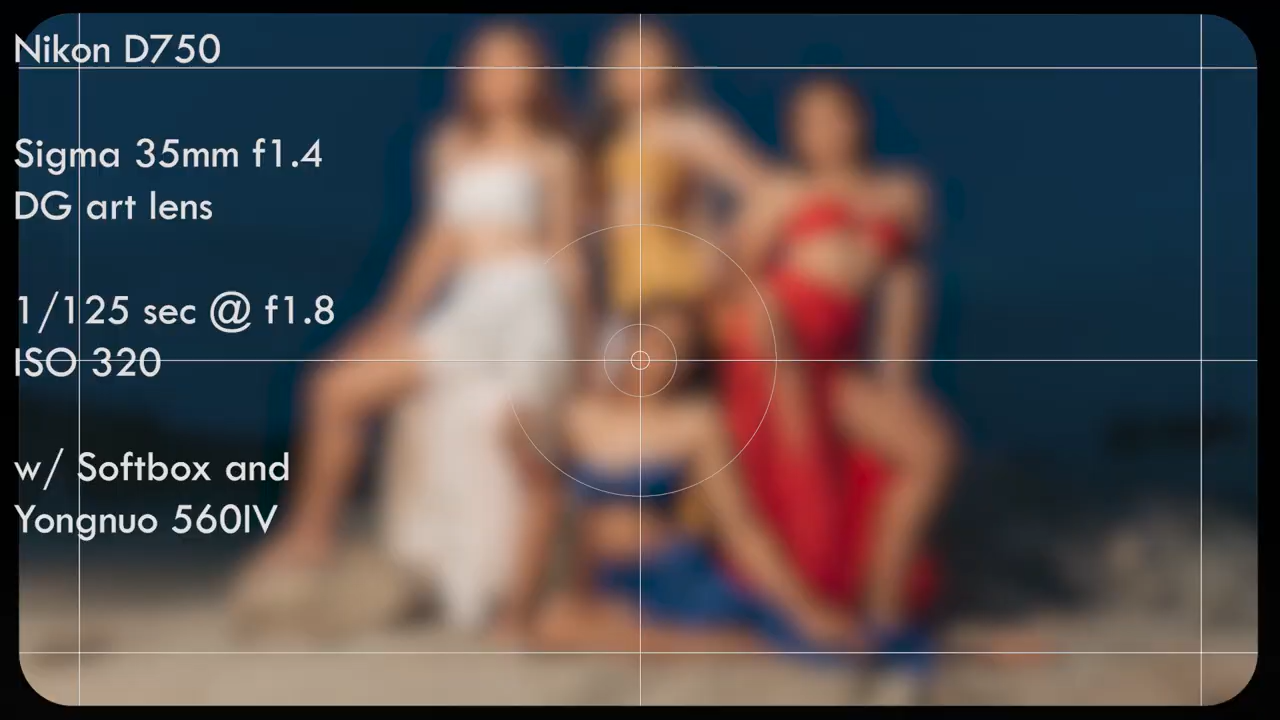 Nikon D750
Sigma 35mm f1.4
DG art lens
1/125 sec @ f1.8
ISO 320
w/ Softbox and
Yongnuo 560IV